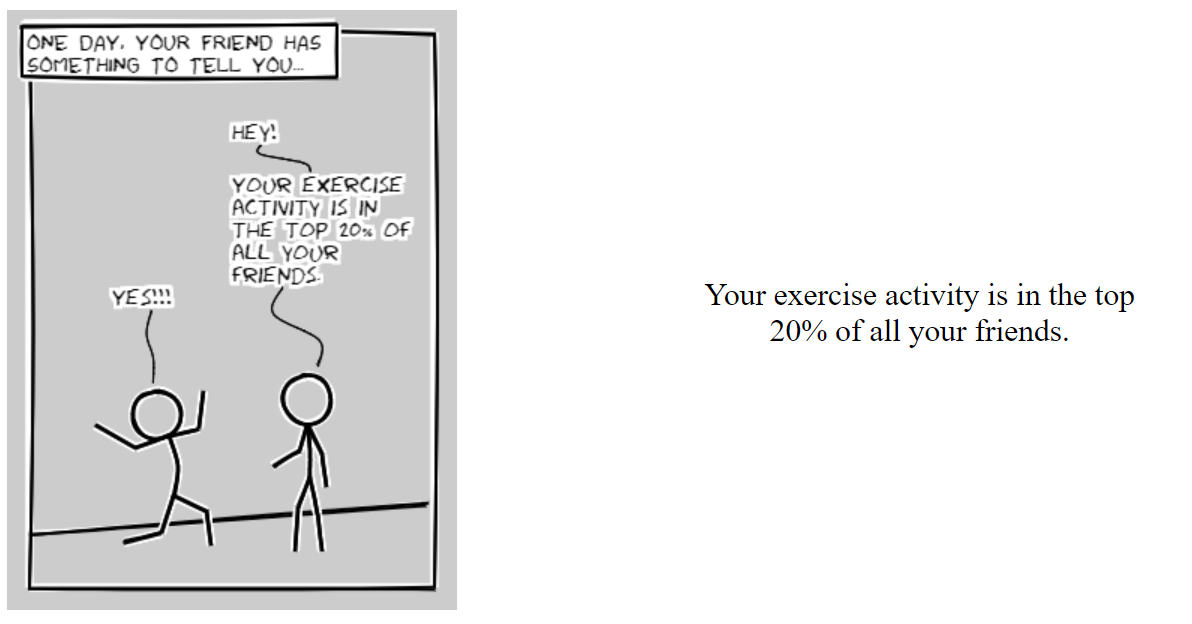 ONE DAY, YOUR FRIEND HAS
SOMETHING TO TELL YOU...
HEY!
YOUR EXERCISE
ACTIVITY IS IN
THE TOP 20% OF
ALL YOUR
FRIENDS.
YES!!!
Your exercise activity is in the top
20% of all your friends.